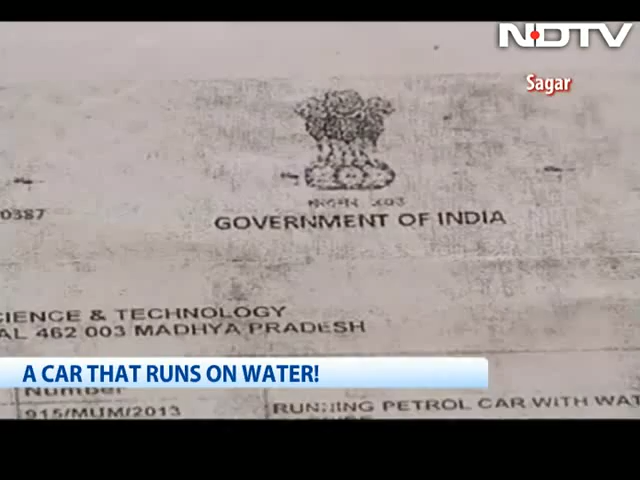 NDTV
Sagar
0387
GOVERNMENT OF INDIA
CIENCE & TECHNOLOGY
AL 462 003 MADHYA PRADESH
A CAR THAT RUNS ON WATER!
Number
915/MUM/2013
RUNNING PETROL CAR WITH WAT